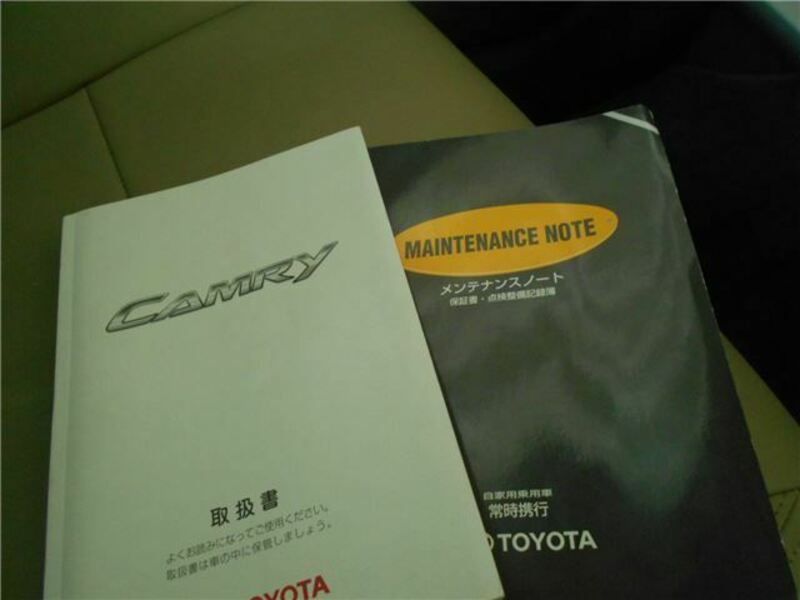 CAMRY
取扱書
よくお読みになってご使用ください。
取扱書は車の中に保管しましょう。
TOYOTA
MAINTENANCE NOTE
メンテナンスノート
保証書・点検整備記録簿
自家用乗用車
常時携行
TOYOTA